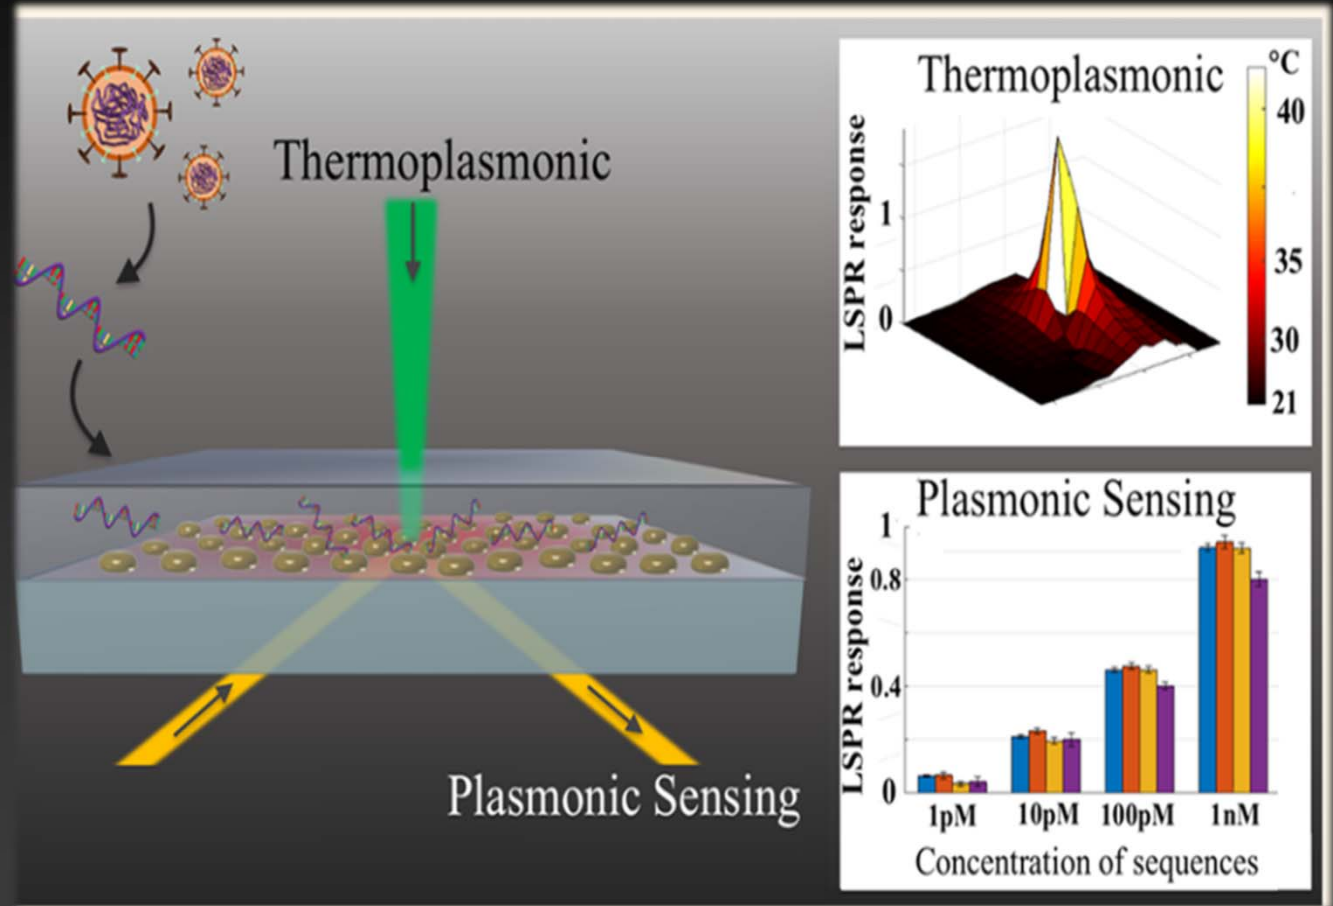 Thermoplasmonic
Plasmonic Sensing
Thermoplasmonic
°C
LSPR response
1
0
40
35
30
21
Plasmonic Sensing
LSPR response
1
0.8
0.4
0
1pM 10pM 100pM 1nM
Concentration of sequences